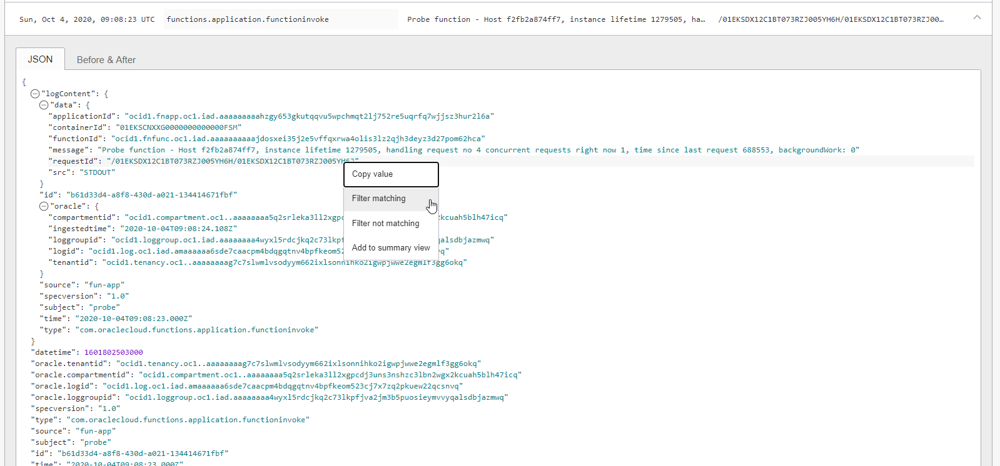 Sun, Oct 4, 2020, 09:08:23 UTC functions.application.functioninvoke Probe function - Host f2fb2a874ff7, instance lifetime 1279505, ha… /01EKSDX12C1BT073RZJ005YH6H/01EKSDX12C1BT073RZJ00…
JSON Before & After
{
"logContent": {
"data": {
"applicationId": "ocid1.fnapp.oc1.iad.aaaaaaaaahzgy653gkutqqvu5wpchmqt2lj752re5uqrfq7wjjsz3hur2l6a"
"containerId": "01EKSCNXXG0000000000000FSM"
"functionId": "ocid1.fnfunc.oc1.iad.aaaaaaaaaajdosxei35j2e5vffqxrwa4olis3lz2qjh3deyz3d27pom62hca"
"message": "Probe function - Host f2fb2a874ff7, instance lifetime 1279505, handling request no 4 concurrent requests right now 1, time since last request 688553, backgroundWork: 0"
"requestId": "/01EKSDX12C1BT073RZJ005YH6H/01EKSDX12C1BT073RZJ005YH6J"
"src": "STDOUT"
Copy value
Filter matching
Filter not matching
Add to summary view
}
"id": "b61d33d4-a8f8-430d-a021-134414671fbf"
"oracle": {
"compartmentid": "ocid1.compartment.oc1..aaaaaaaa5q2srleka3ll2xgpc kcuah5blh47icq"
"ingestedtime": "2020-10-04T09:08:24.108Z"
"loggroupid": "ocid1.loggroup.oc1.iad.aaaaaaaa4wyxl5rdcjkq2c73lkpf qalsdbjazmwq"
"logid": "ocid1.log.oc1.iad.amaaaaaa6sde7caacpm4bdqgqtnv4bpfkeom52 vq"
"tenantid": "ocid1.tenancy.oc1..aaaaaaaag7c7slwmlvsodyym662ixlsonnihko2igwpjwwe2egmlf3gg6okq"
}
"source": "fun-app"
"specversion": "1.0"
"subject": "probe"
"time": "2020-10-04T09:08:23.000Z"
"type": "com.oraclecloud.functions.application.functioninvoke"
}
"datetime": 1601802503000
"oracle.tenantid": "ocid1.tenancy.oc1..aaaaaaaag7c7slwmlvsodyym662ixlsonnihko2igwpjwwe2egmlf3gg6okq"
"oracle.compartmentid": "ocid1.compartment.oc1..aaaaaaaa5q2srleka3ll2xgpcdj3uns3nshzc3lbn2wgx2kcuah5blh47icq"
"oracle.logid": "ocid1.log.oc1.iad.amaaaaaa6sde7caacpm4bdqgqtnv4bpfkeom523cj7x7zq2pkuew22qcsnvq"
"oracle.loggroupid": "ocid1.loggroup.oc1.iad.aaaaaaaa4wyxl5rdcjkq2c73lkpfjva2jm3b5puosieymvvyqalsdbjazmwq"
"specversion": "1.0"
"type": "com.oraclecloud.functions.application.functioninvoke"
"source": "fun-app"
"subject": "probe"
"id": "b61d33d4-a8f8-430d-a021-134414671fbf"
"time": "2020-10-04T09:08:23.000Z"